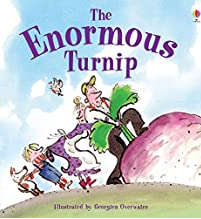 The
Enormous
Turnip
Illustrated by Georgien Overwater